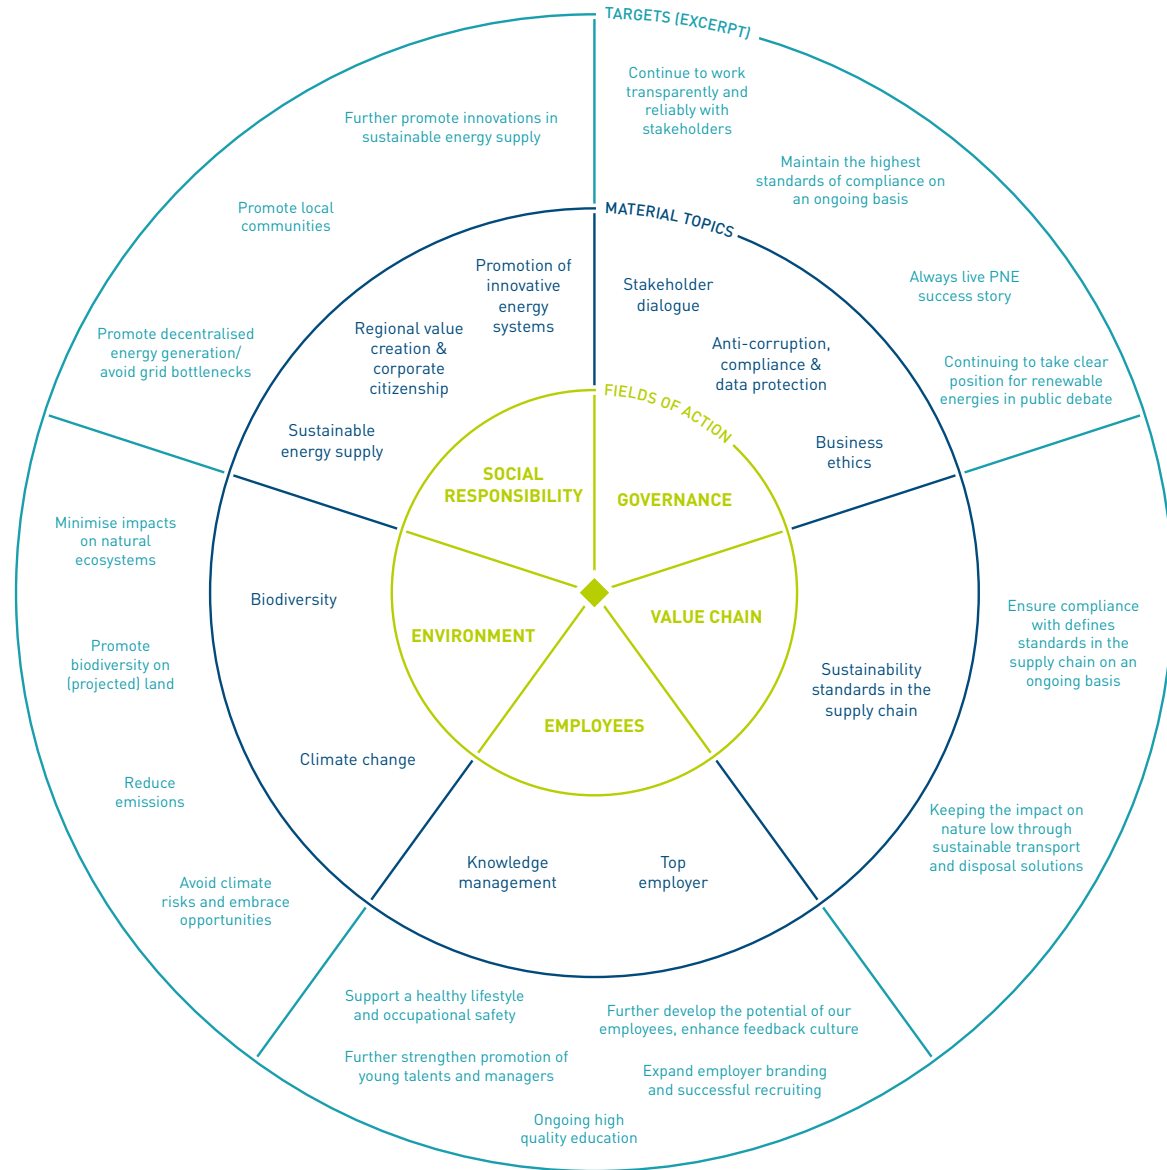 TARGETS (EXCERPT)
Continue to work
transparently and
reliably with
stakeholders
Maintain the highest
standards of compliance on
an ongoing basis
Always live PNE
success story
Continuing to take clear
position for renewable
energies in public debate
Ensure compliance
with defines
standards in the
supply chain on an
ongoing basis
Keeping the impact on
nature low through
sustainable transport
and disposal solutions
Further develop the potential of our
employees, enhance feedback culture
Expand employer branding
and successful recruiting
Ongoing high
quality education
Further strengthen promotion of
young talents and managers
Support a healthy lifestyle
and occupational safety
Avoid climate
risks and embrace
opportunities
Reduce
emissions
Promote
biodiversity on
(projected) land
Minimise impacts
on natural
ecosystems
Promote decentralised
energy generation/
avoid grid bottlenecks
Promote local
communities
Further promote innovations in
sustainable energy supply
MATERIAL TOPICS
Stakeholder
dialogue
Anti-corruption,
compliance &
data protection
Business
ethics
Sustainability
standards in the
supply chain
Top
employer
Knowledge
management
Climate change
Biodiversity
Sustainable
energy supply
Regional value
creation &
corporate
citizenship
Promotion of
innovative
energy
systems
FIELDS OF ACTION
GOVERNANCE
VALUE CHAIN
EMPLOYEES
ENVIRONMENT
SOCIAL
RESPONSIBILITY